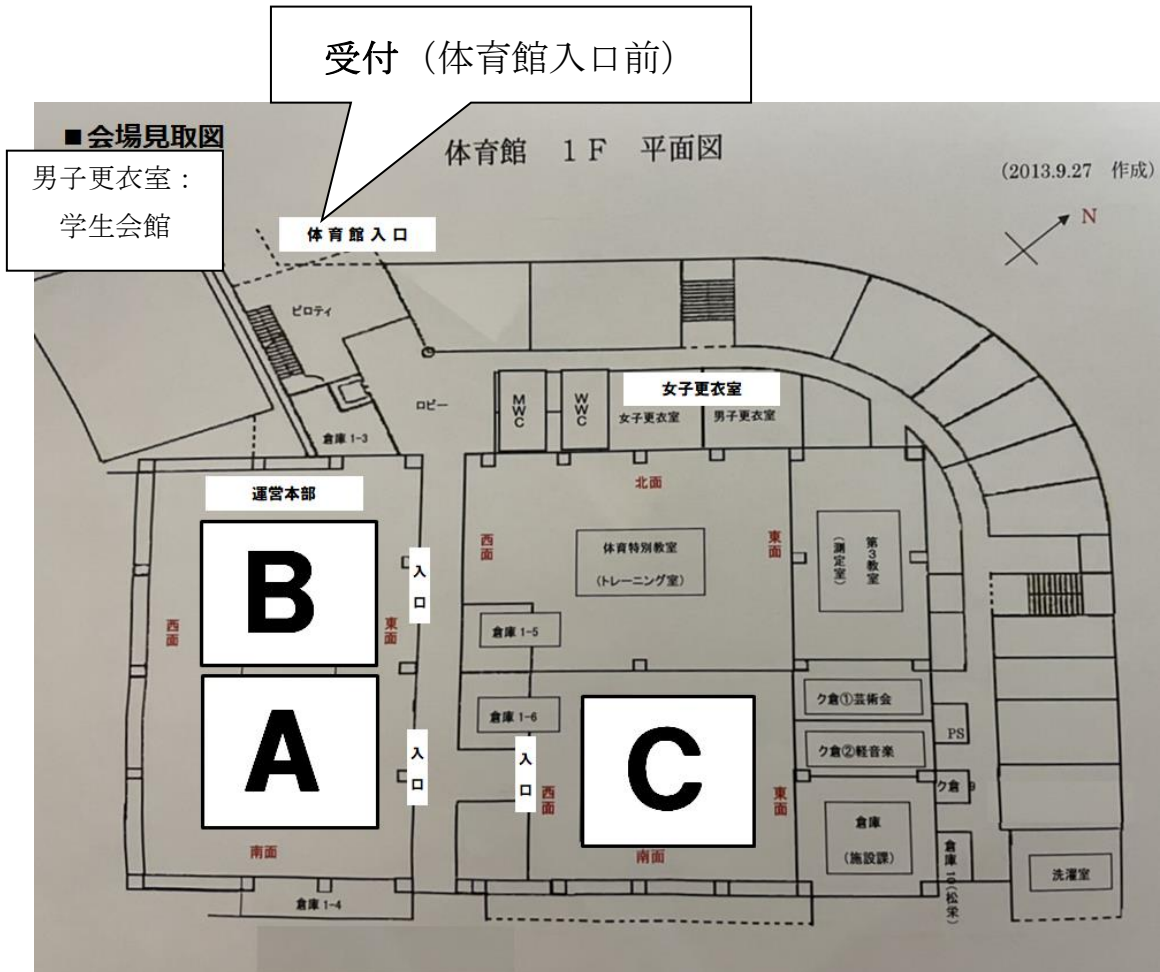 受付（体育館入口前）
■会場見取図
体育館　１F　平面図
(2013.9.27　作成)
男子更衣室：
学生会館
N
体育館入口
ピロティ
ロビー
MWC
WWC
女子更衣室
女子更衣室
男子更衣室
倉庫 1-3
運営本部
北面
B
入口
西面
東面
西面
東面
体育特別教室
(トレーニング室)
第３教室
(測定室)
倉庫 1-5
倉庫 1-6
A
入口
入口
C
西面
東面
南面
南面
ク倉①芸術会
ク倉②軽音楽
PS
ク倉 9
倉庫
(施設課)
倉庫 10(松栄)
洗濯室
倉庫 1-4